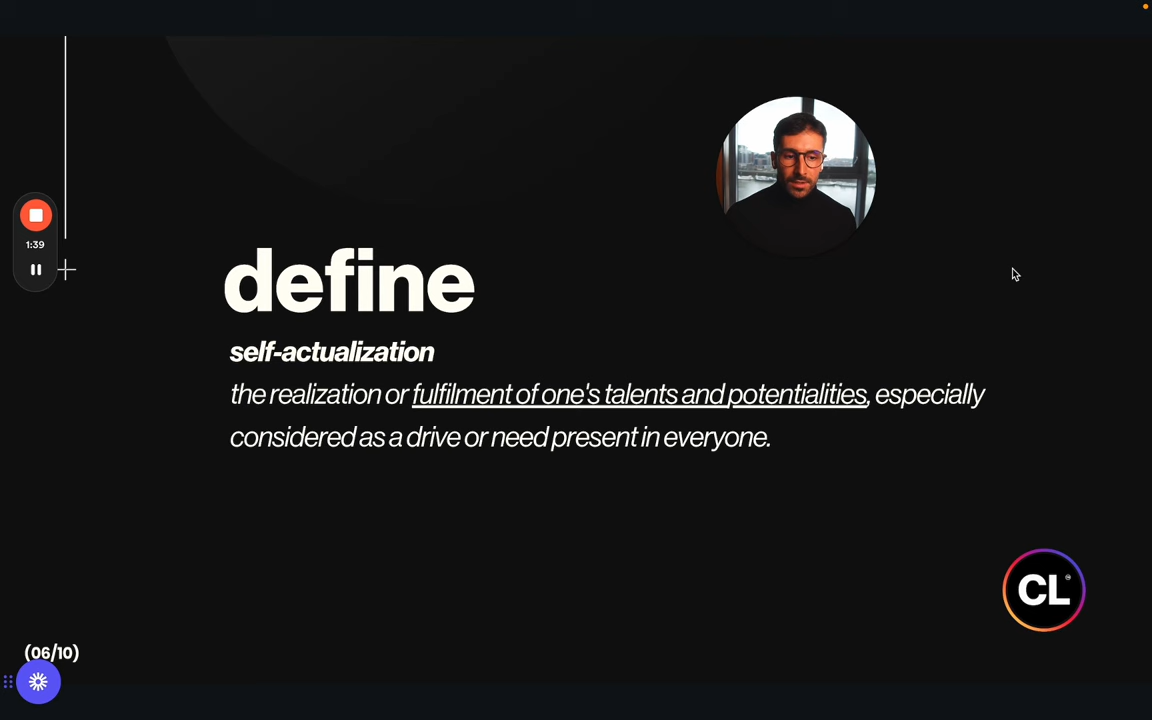 1:39
define
self-actualization
the realization or fulfilment of one's talents and potentialities, especially
considered as a drive or need present in everyone.
CL
(06/10)